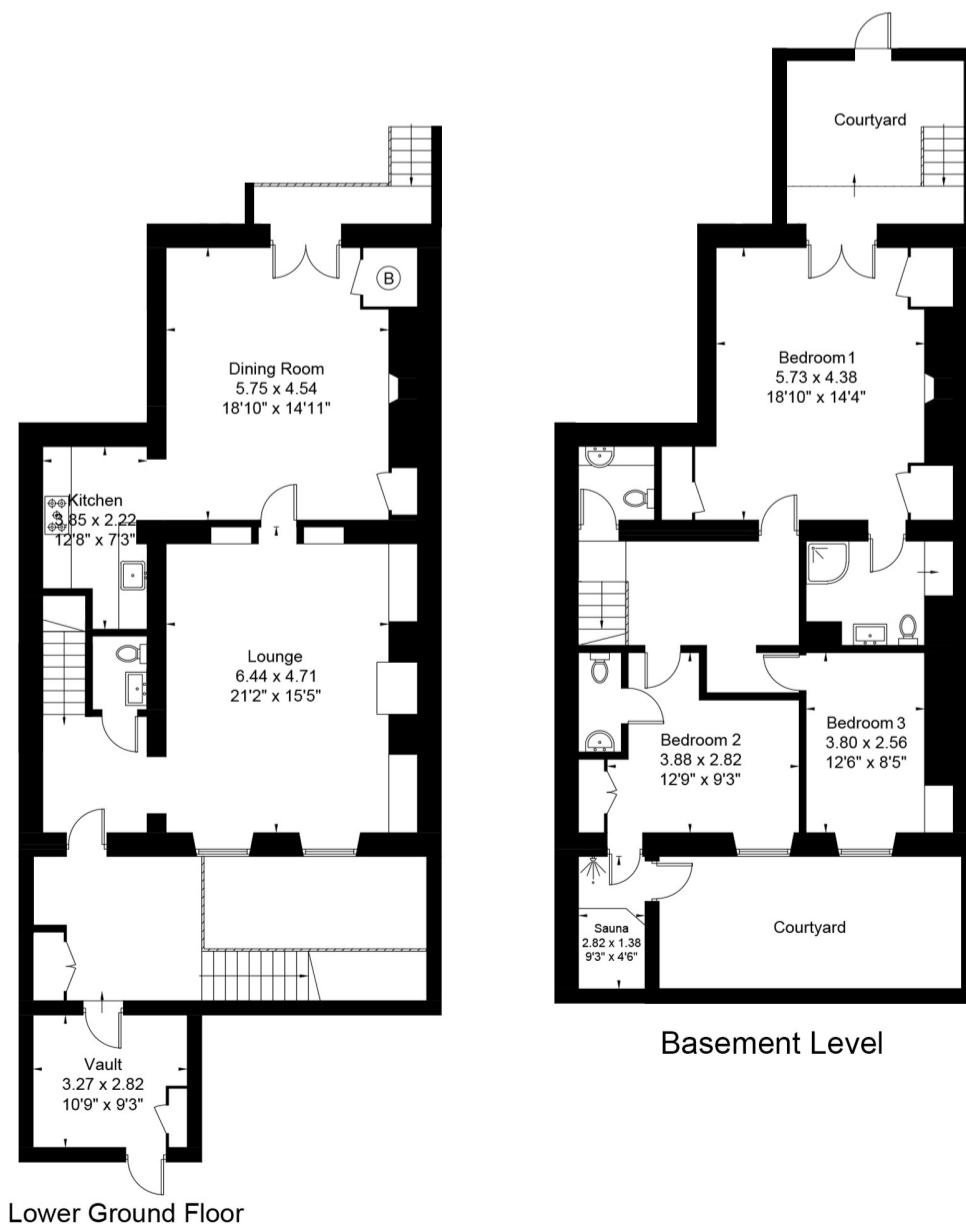 Courtyard
B
Dining Room
5.75 x 4.54
18'10" x 14'11"
Bedroom 1
5.73 x 4.38
18'10" x 14'4"
Kitchen
3.85 x 2.22
12'8" x 7'3"
Lounge
6.44 x 4.71
21'2" x 15'5"
Bedroom 2
3.88 x 2.82
12'9" x 9'3"
Bedroom 3
3.80 x 2.56
12'6" x 8'5"
Sauna
2.82 x 1.38
9'3" x 4'6"
Courtyard
Basement Level
Vault
3.27 x 2.82
10'9" x 9'3"
Lower Ground Floor